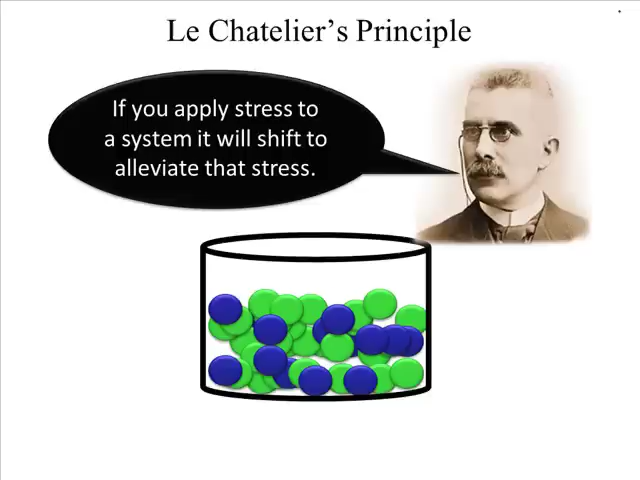 Le Chatelier's Principle
If you apply stress to
a system it will shift to
alleviate that stress.